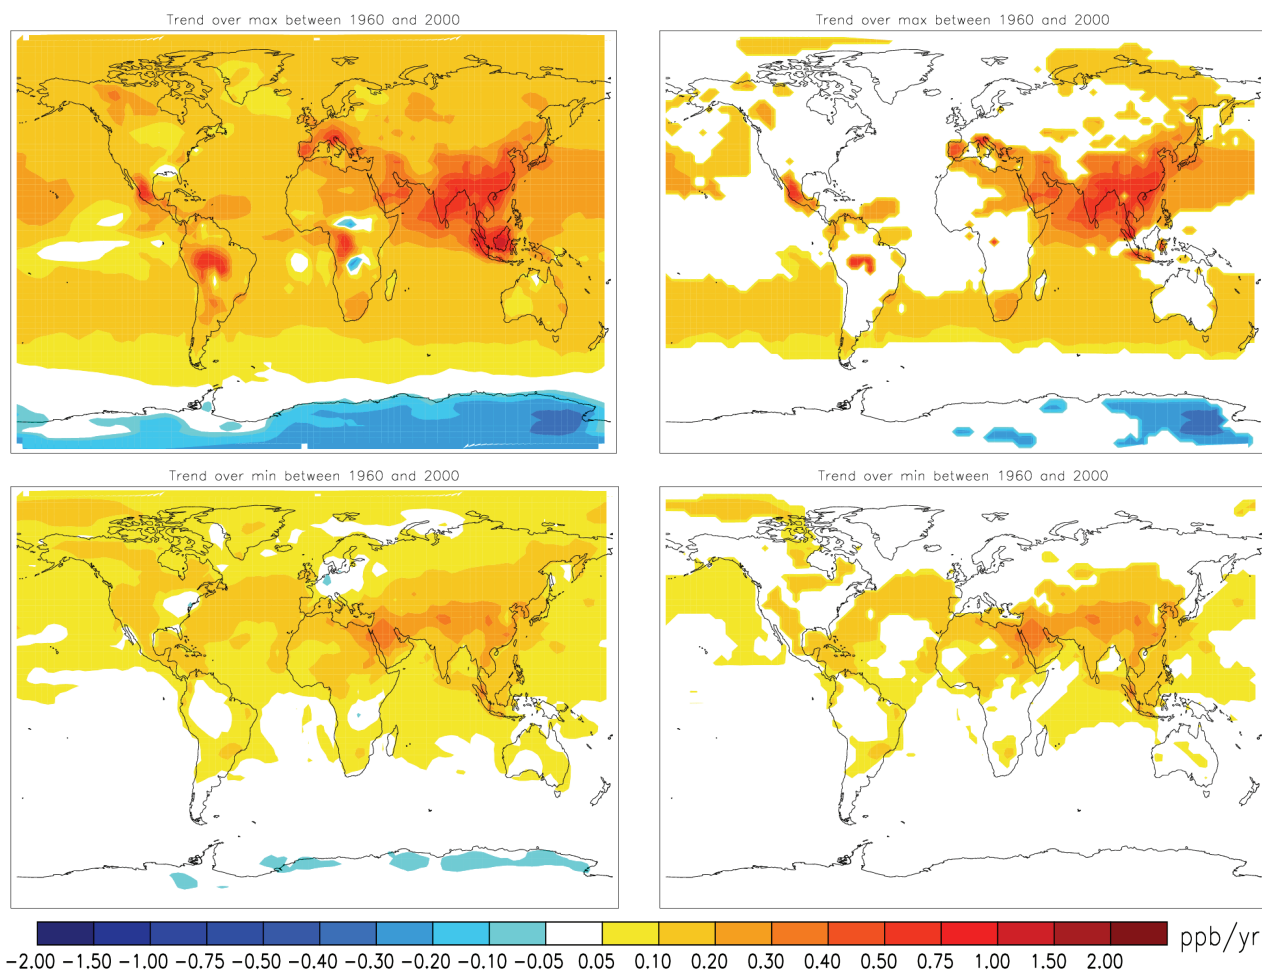 Trend over max between 1960 and 2000
Trend over max between 1960 and 2000
Trend over min between 1960 and 2000
Trend over min between 1960 and 2000
ppb/yr
-2.00 -1.50 -1.00 -0.75 -0.50 -0.40 -0.30 -0.20 -0.10 -0.05 0.05 0.10 0.20 0.30 0.40 0.50 0.75 1.00 1.50 2.00